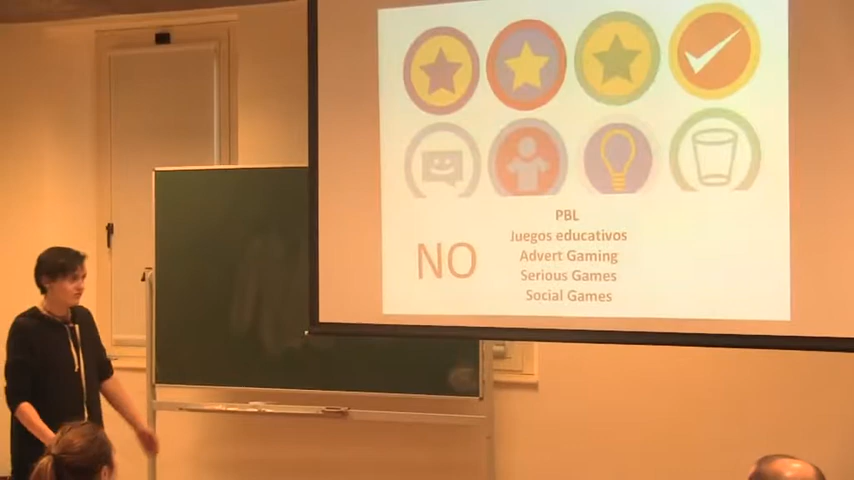 PBL
Juegos educativos
NO
Advert Gaming
Serious Games
Social Games